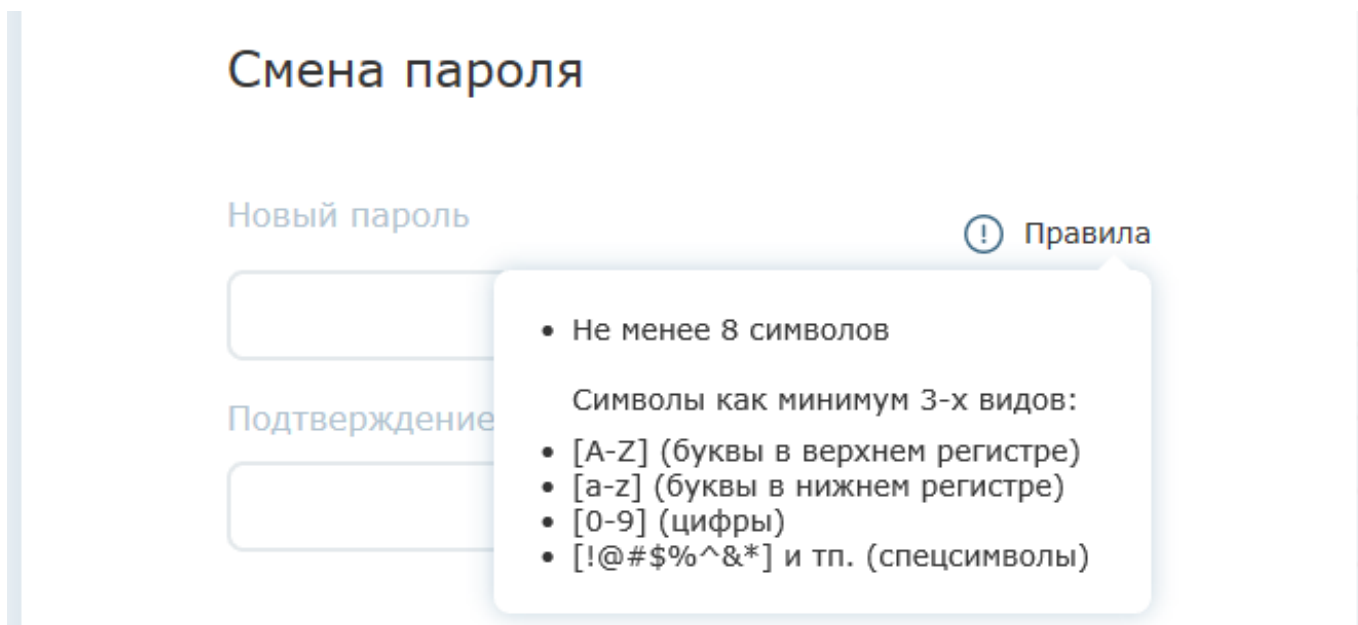 Смена пароля
Новый пароль
Правила
Не менее 8 символов
Символы как минимум 3-х видов:
Подтверждение
[A-Z] (буквы в верхнем регистре)
[a-z] (буквы в нижнем регистре)
[0-9] (цифры)
[!@#$%^&*] и тп. (спецсимволы)